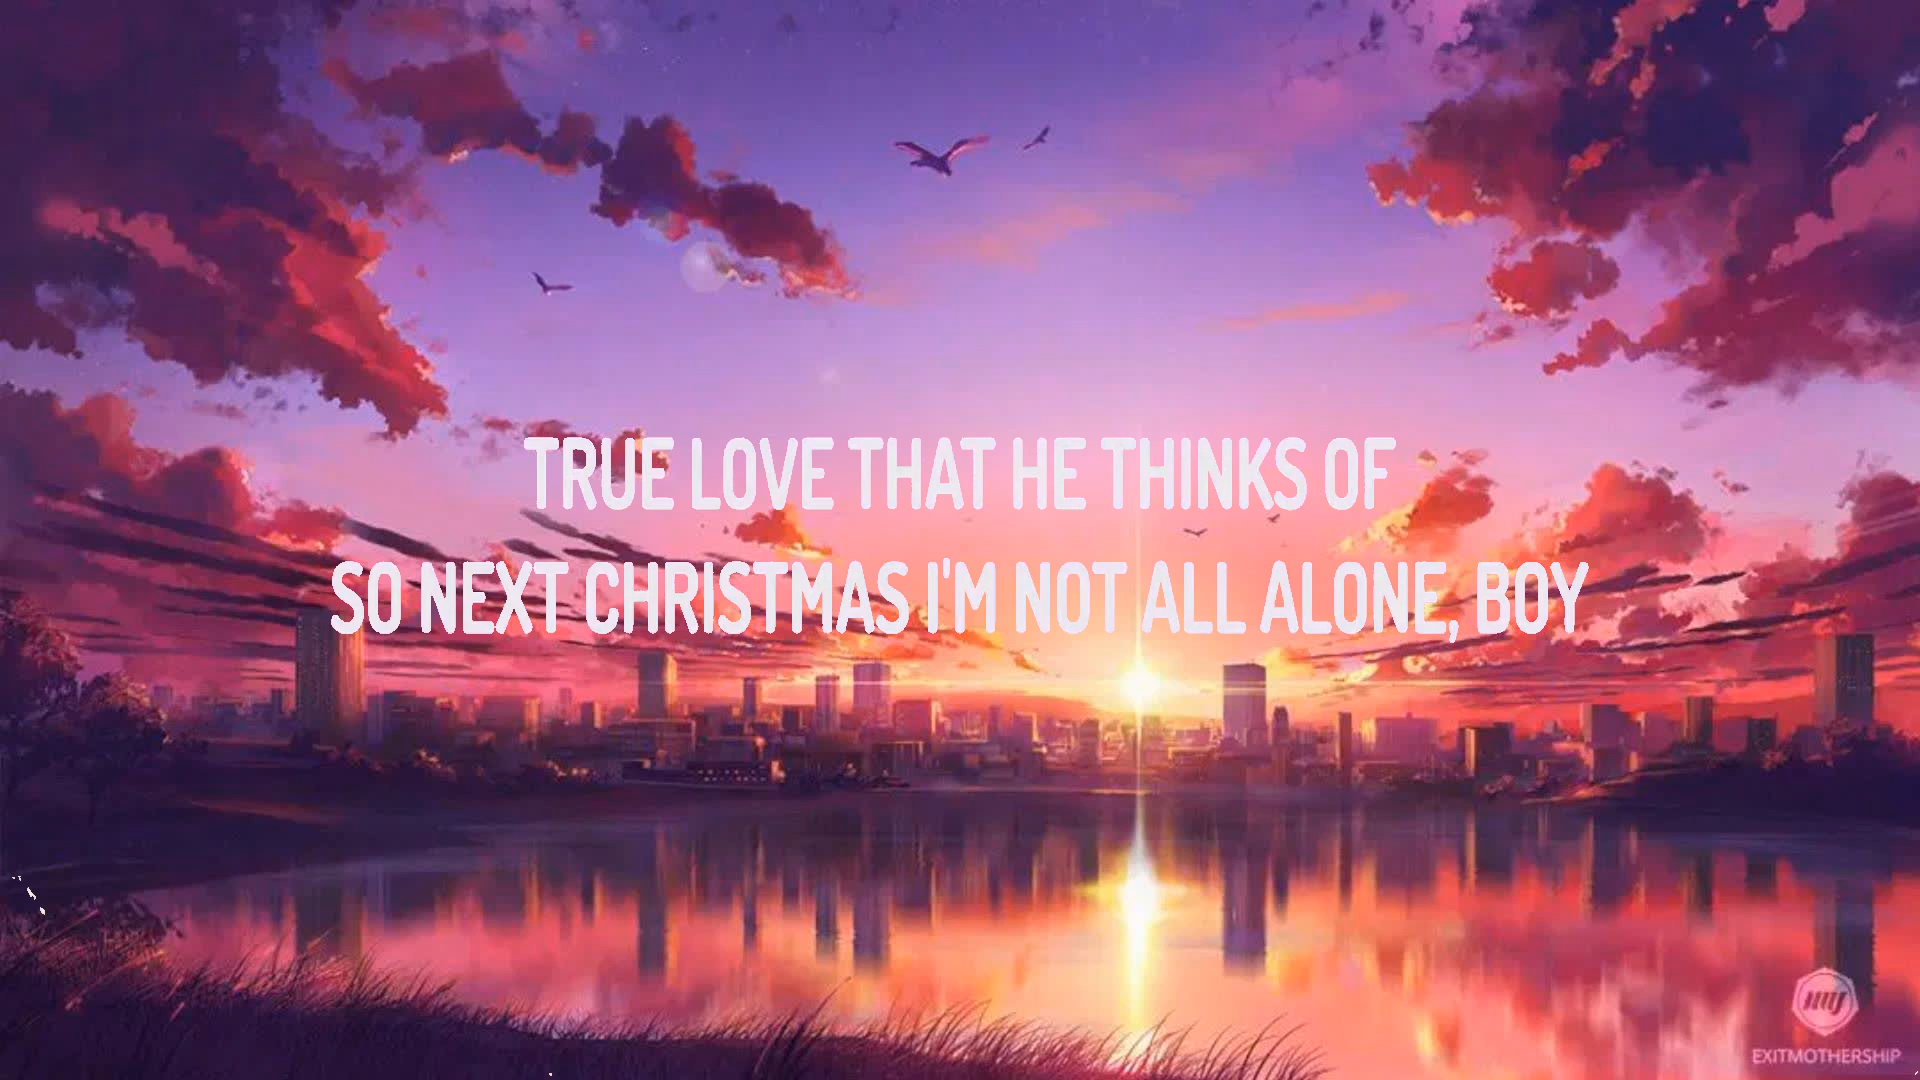 TRUE LOVE THAT HE THINKS OF
SO NEXT CHRISTMAS I'M NOT ALL ALONE, BOY
EXITMOTHERSHIP